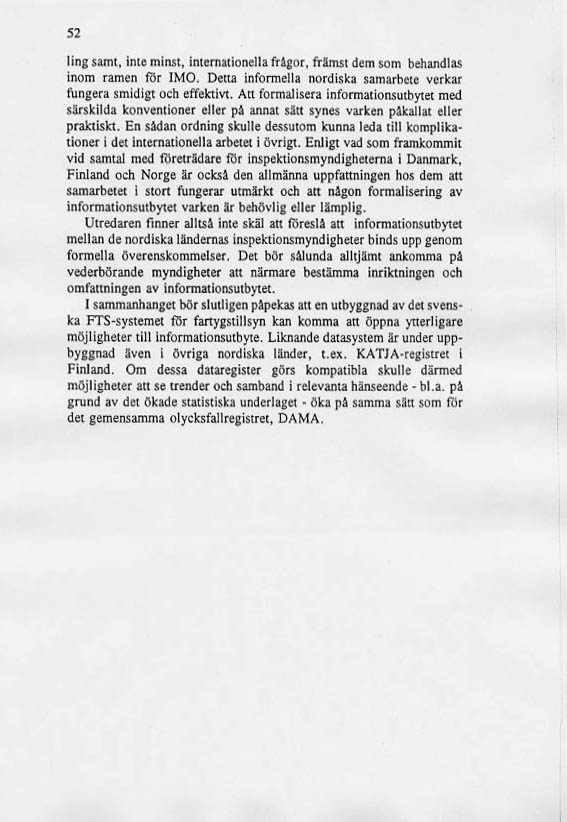 52
ling samt, inte minst, internationella frågor, främst dem som behandlas
inom ramen för IMO. Detta informella nordiska samarbete verkar
fungera smidigt och effektivt. Att formalisera informationsutbytet med
särskilda konventioner eller på annat sätt synes varken påkallat eller
praktiskt. En sådan ordning skulle dessutom kunna leda till komplika-
tioner i det internationella arbetet i övrigt. Enligt vad som framkommit
vid samtal med företrädare för inspektionsmyndigheterna i Danmark,
Finland och Norge är också den allmänna uppfattningen hos dem att
samarbetet i stort fungerar utmärkt och att någon formalisering av
informationsutbytet varken är behövlig eller lämplig.
Utredaren finner alltså inte skäl att föreslå att informationsutbytet
mellan de nordiska ländernas inspektionsmyndigheter binds upp genom
formella överenskommelser. Det bör sålunda alltjämt ankomma på
vederbörande myndigheter att närmare bestämma inriktningen och
omfattningen av informationsutbytet.
I sammanhanget bör slutligen påpekas att en utbyggnad av det svens-
ka FTS-systemet för fartygstillsyn kan komma att öppna ytterligare
möjligheter till informationsutbyte. Liknande datasystem är under upp-
byggnad även i övriga nordiska länder, t.ex. KATJA-registret i
Finland. Om dessa dataregister görs kompatibla skulle därmed
möjligheter att se trender och samband i relevanta hänseende - bl.a. på
grund av det ökade statistiska underlaget - öka på samma sätt som för
det gemensamma olycksfallregistret, DAMA.